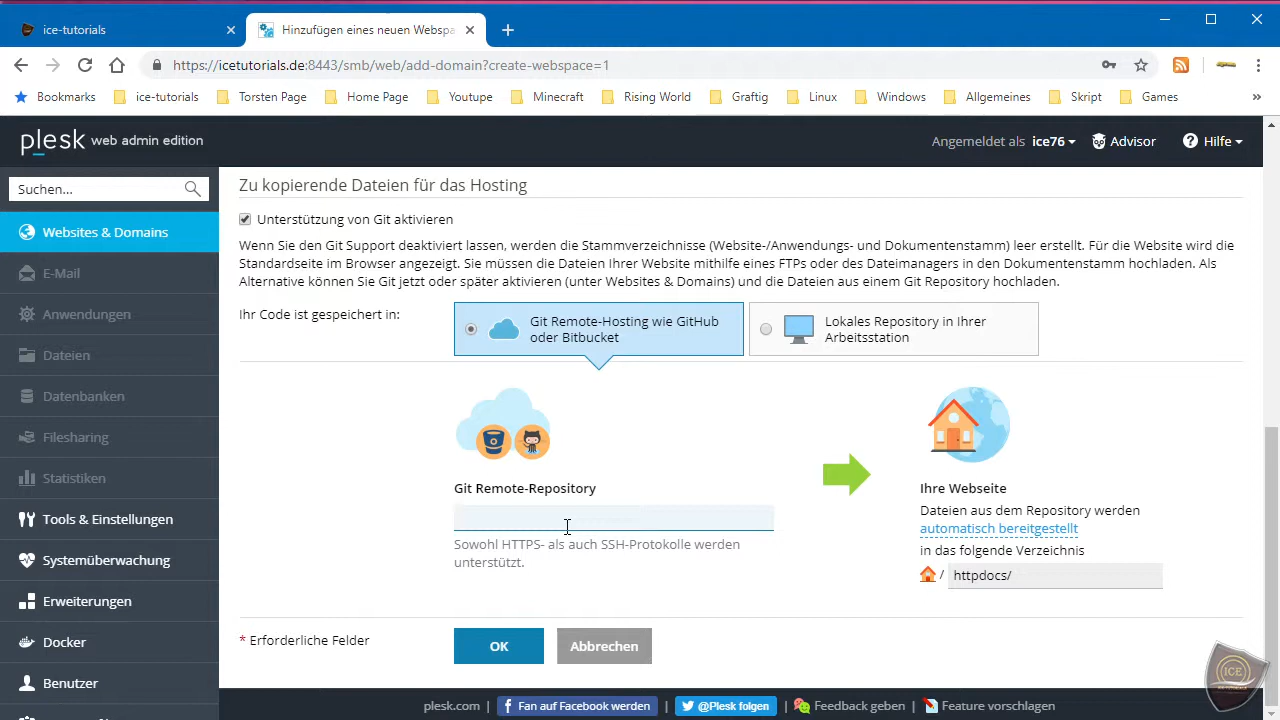 ice-tutorials
Hinzufügen eines neuen Webspa
https://icetutorials.de:8443/smb/web/add-domain?create-webspace=1
Bookmarks
ice-tutorials
Torsten Page
Home Page
Youtube
Minecraft
Rising World
Graftig
Linux
Windows
Allgemeines
Skript
Games
plesk web admin edition
Angemeldet als ice76
Advisor
Hilfe
Suchen...
Websites & Domains
E-Mail
Anwendungen
Dateien
Datenbanken
Filesharing
Statistiken
Tools & Einstellungen
Systemüberwachung
Erweiterungen
Docker
Benutzer
Zu kopierende Dateien für das Hosting
Unterstützung von Git aktivieren
Wenn Sie den Git Support deaktiviert lassen, werden die Stammverzeichnisse (Website-/Anwendungs- und Dokumentenstamm) leer erstellt. Für die Website wird die
Standardseite im Browser angezeigt. Sie müssen die Dateien Ihrer Website mithilfe eines FTPs oder des Dateimanagers in den Dokumentenstamm hochladen. Als
Alternative können Sie Git jetzt oder später aktivieren (unter Websites & Domains) und die Dateien aus einem Git Repository hochladen.
Ihr Code ist gespeichert in:
Git Remote-Hosting wie GitHub
oder Bitbucket
Lokales Repository in Ihrer
Arbeitsstation
Git Remote-Repository
Sowohl HTTPS- als auch SSH-Protokolle werden
unterstützt.
Ihre Webseite
Dateien aus dem Repository werden
automatisch bereitgestellt
in das folgende Verzeichnis
/ httpdocs/
* Erforderliche Felder
OK
Abbrechen
plesk.com | Fan auf Facebook werden | @Plesk folgen | Feedback geben | Feature vorschlagen
ICE